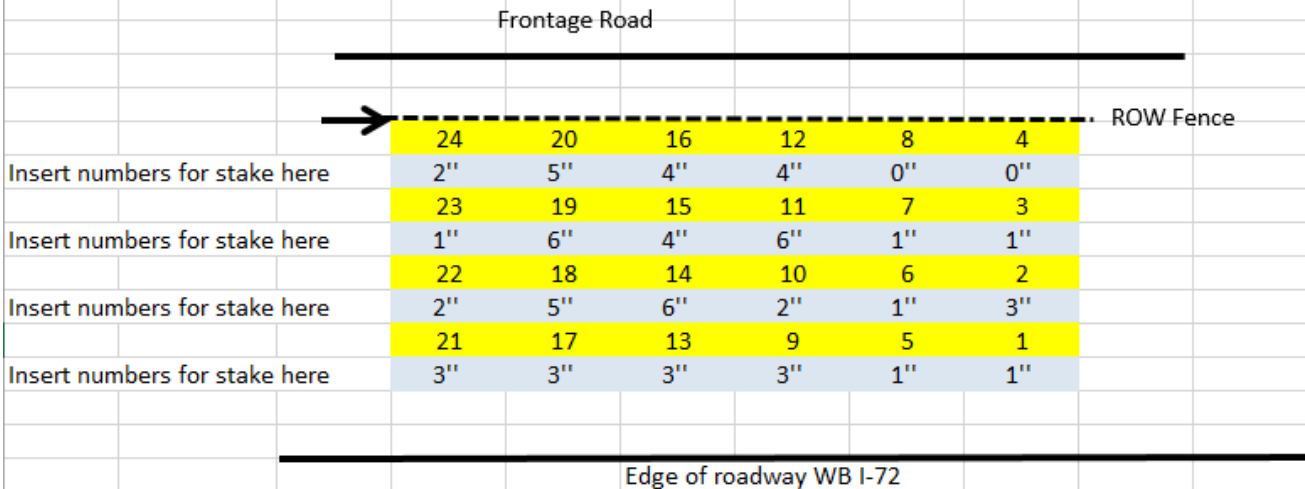 Frontage Road
ROW Fence
24 20 16 12 8 4
Insert numbers for stake here 2'' 5'' 4'' 4'' 0'' 0''
23 19 15 11 7 3
Insert numbers for stake here 1'' 6'' 4'' 6'' 1'' 1''
22 18 14 10 6 2
Insert numbers for stake here 2'' 5'' 6'' 2'' 1'' 3''
21 17 13 9 5 1
Insert numbers for stake here 3'' 3'' 3'' 3'' 1'' 1''
Edge of roadway WB I-72